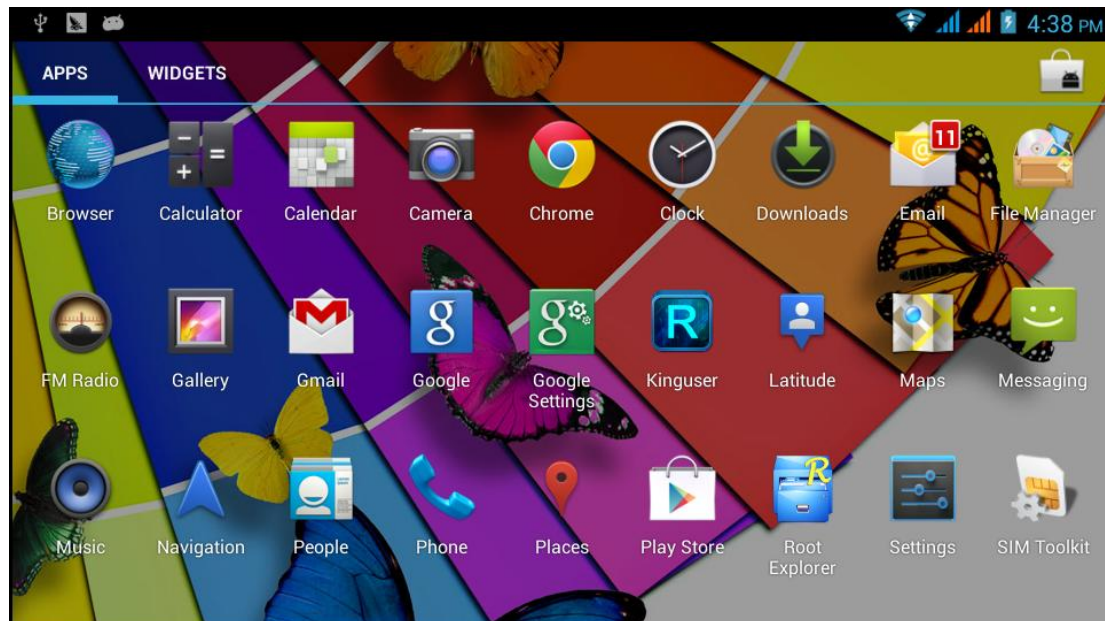 4:38 PM
APPS WIDGETS
11
Browser Calculator Calendar Camera Chrome Clock Downloads Email File Manager
R
g g
FM Radio Gallery Gmail Google Google Settings Kinguser Latitude Maps Messaging
R
Music Navigation People Phone Places Play Store Root Explorer Settings SIM Toolkit